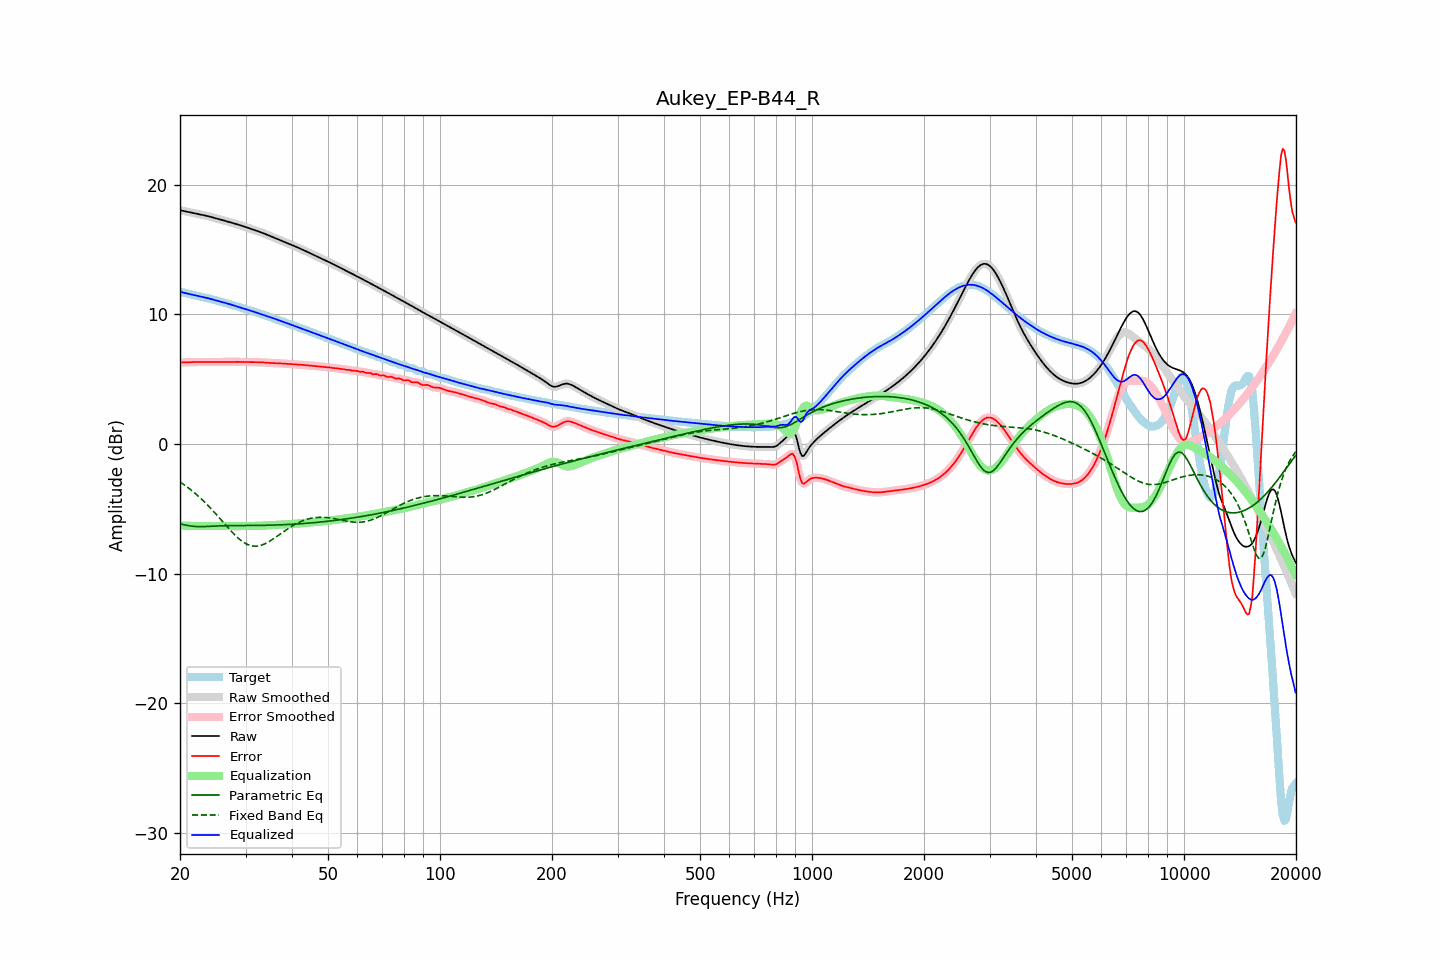 Aukey_EP-B44_R
Amplitude (dBr)
20
10
0
−10
−20
−30
Target
Raw Smoothed
Error Smoothed
Raw
Error
Equalization
Parametric Eq
Fixed Band Eq
Equalized
20 50 100 200 500 1000 2000 5000 10000 20000
Frequency (Hz)